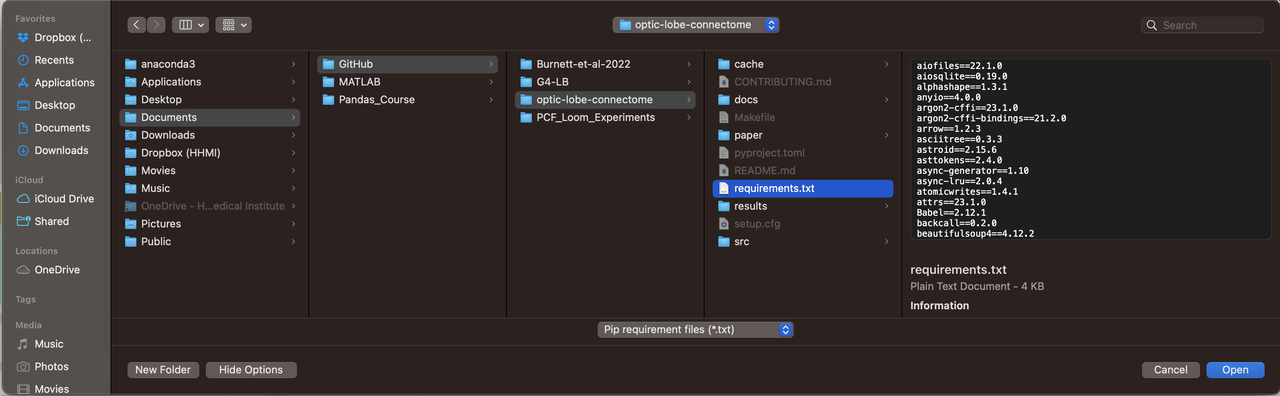 Favorites
Dropbox (...
Recents
Applications
Desktop
Documents
Downloads
iCloud
iCloud Drive
Shared
Locations
OneDrive
Tags
Media
Music
Photos
Movies
optic-lobe-connectome
Search
anaconda3
Applications
Desktop
Documents
Downloads
Dropbox (HHMI)
Movies
Music
OneDrive - H...edical Institute
Pictures
Public
GitHub
MATLAB
Pandas_Course
Burnett-et-al-2022
G4-LB
optic-lobe-connectome
PCF_Loom_Experiments
cache
CONTRIBUTING.md
docs
Makefile
paper
pyproject.toml
README.md
requirements.txt
results
setup.cfg
src
aiofiles==22.1.0
aiosqlite==0.19.0
alphashape==1.3.1
anyio==4.0.0
argon2-cffi==23.1.0
argon2-cffi-bindings==21.2.0
arrow==1.2.3
asciitree==0.3.3
astroid==2.15.6
asttokens==2.4.0
async-generator==1.10
async-lru==2.0.4
atomicwrites==1.4.1
attrs==23.1.0
Babel==2.12.1
backcall==0.2.0
beautifulsoup4==4.12.2
requirements.txt
Plain Text Document - 4 KB
Information
Pip requirement files (*.txt)
New Folder
Hide Options
Cancel
Open